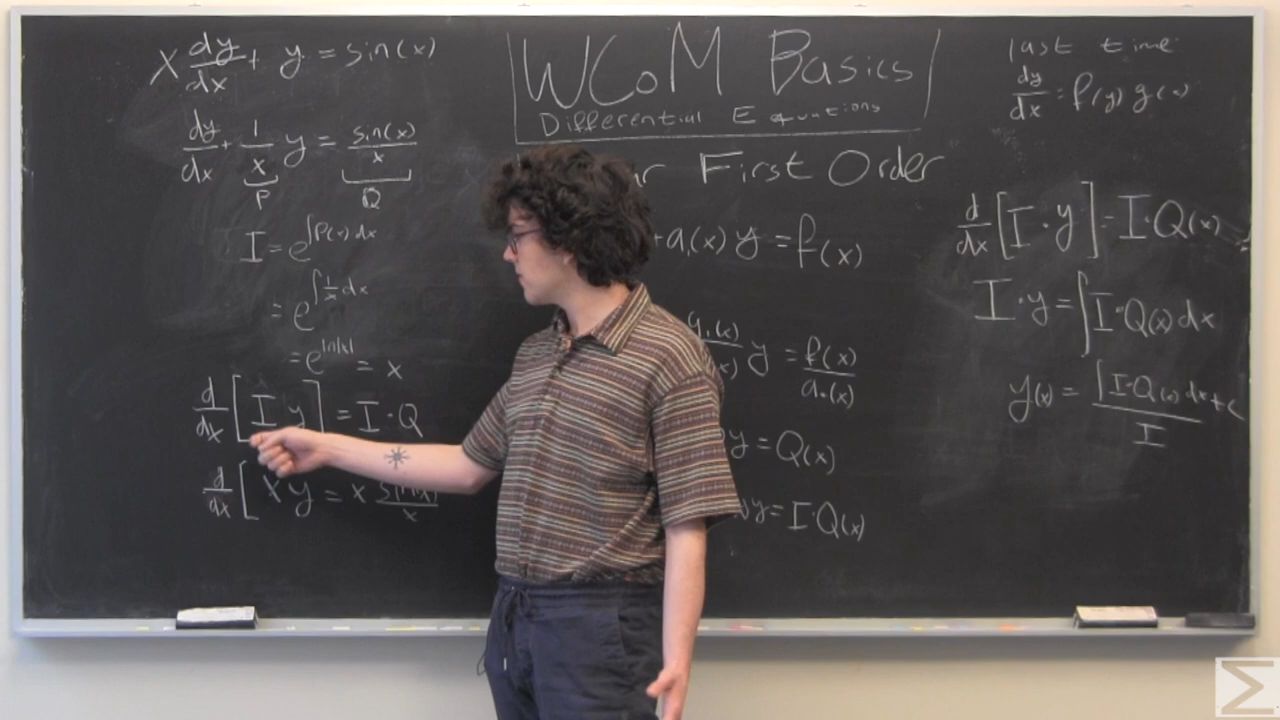 x dy/dx + y = sin(x)
dy/dx + 1/x y = sin(x)/x
P Q
I = e^∫P(x)dx
= e^∫1/x dx
= e^ln|x| = x
d/dx [I y] = I · Q
d/dx [ x y = x sin(x)/x
WCoM Basics
Differential Equations
First Order
+ a₁(x) y = f(x)
y = f(x)/a₀(x)
y = Q(x)
y = I · Q(x)
last time
dy/dx = f(y) g(x)
d/dx [I · y] = I · Q(x)
I · y = ∫ I · Q(x) dx
y(x) = ∫ I · Q(x) dx + c / I
Σ